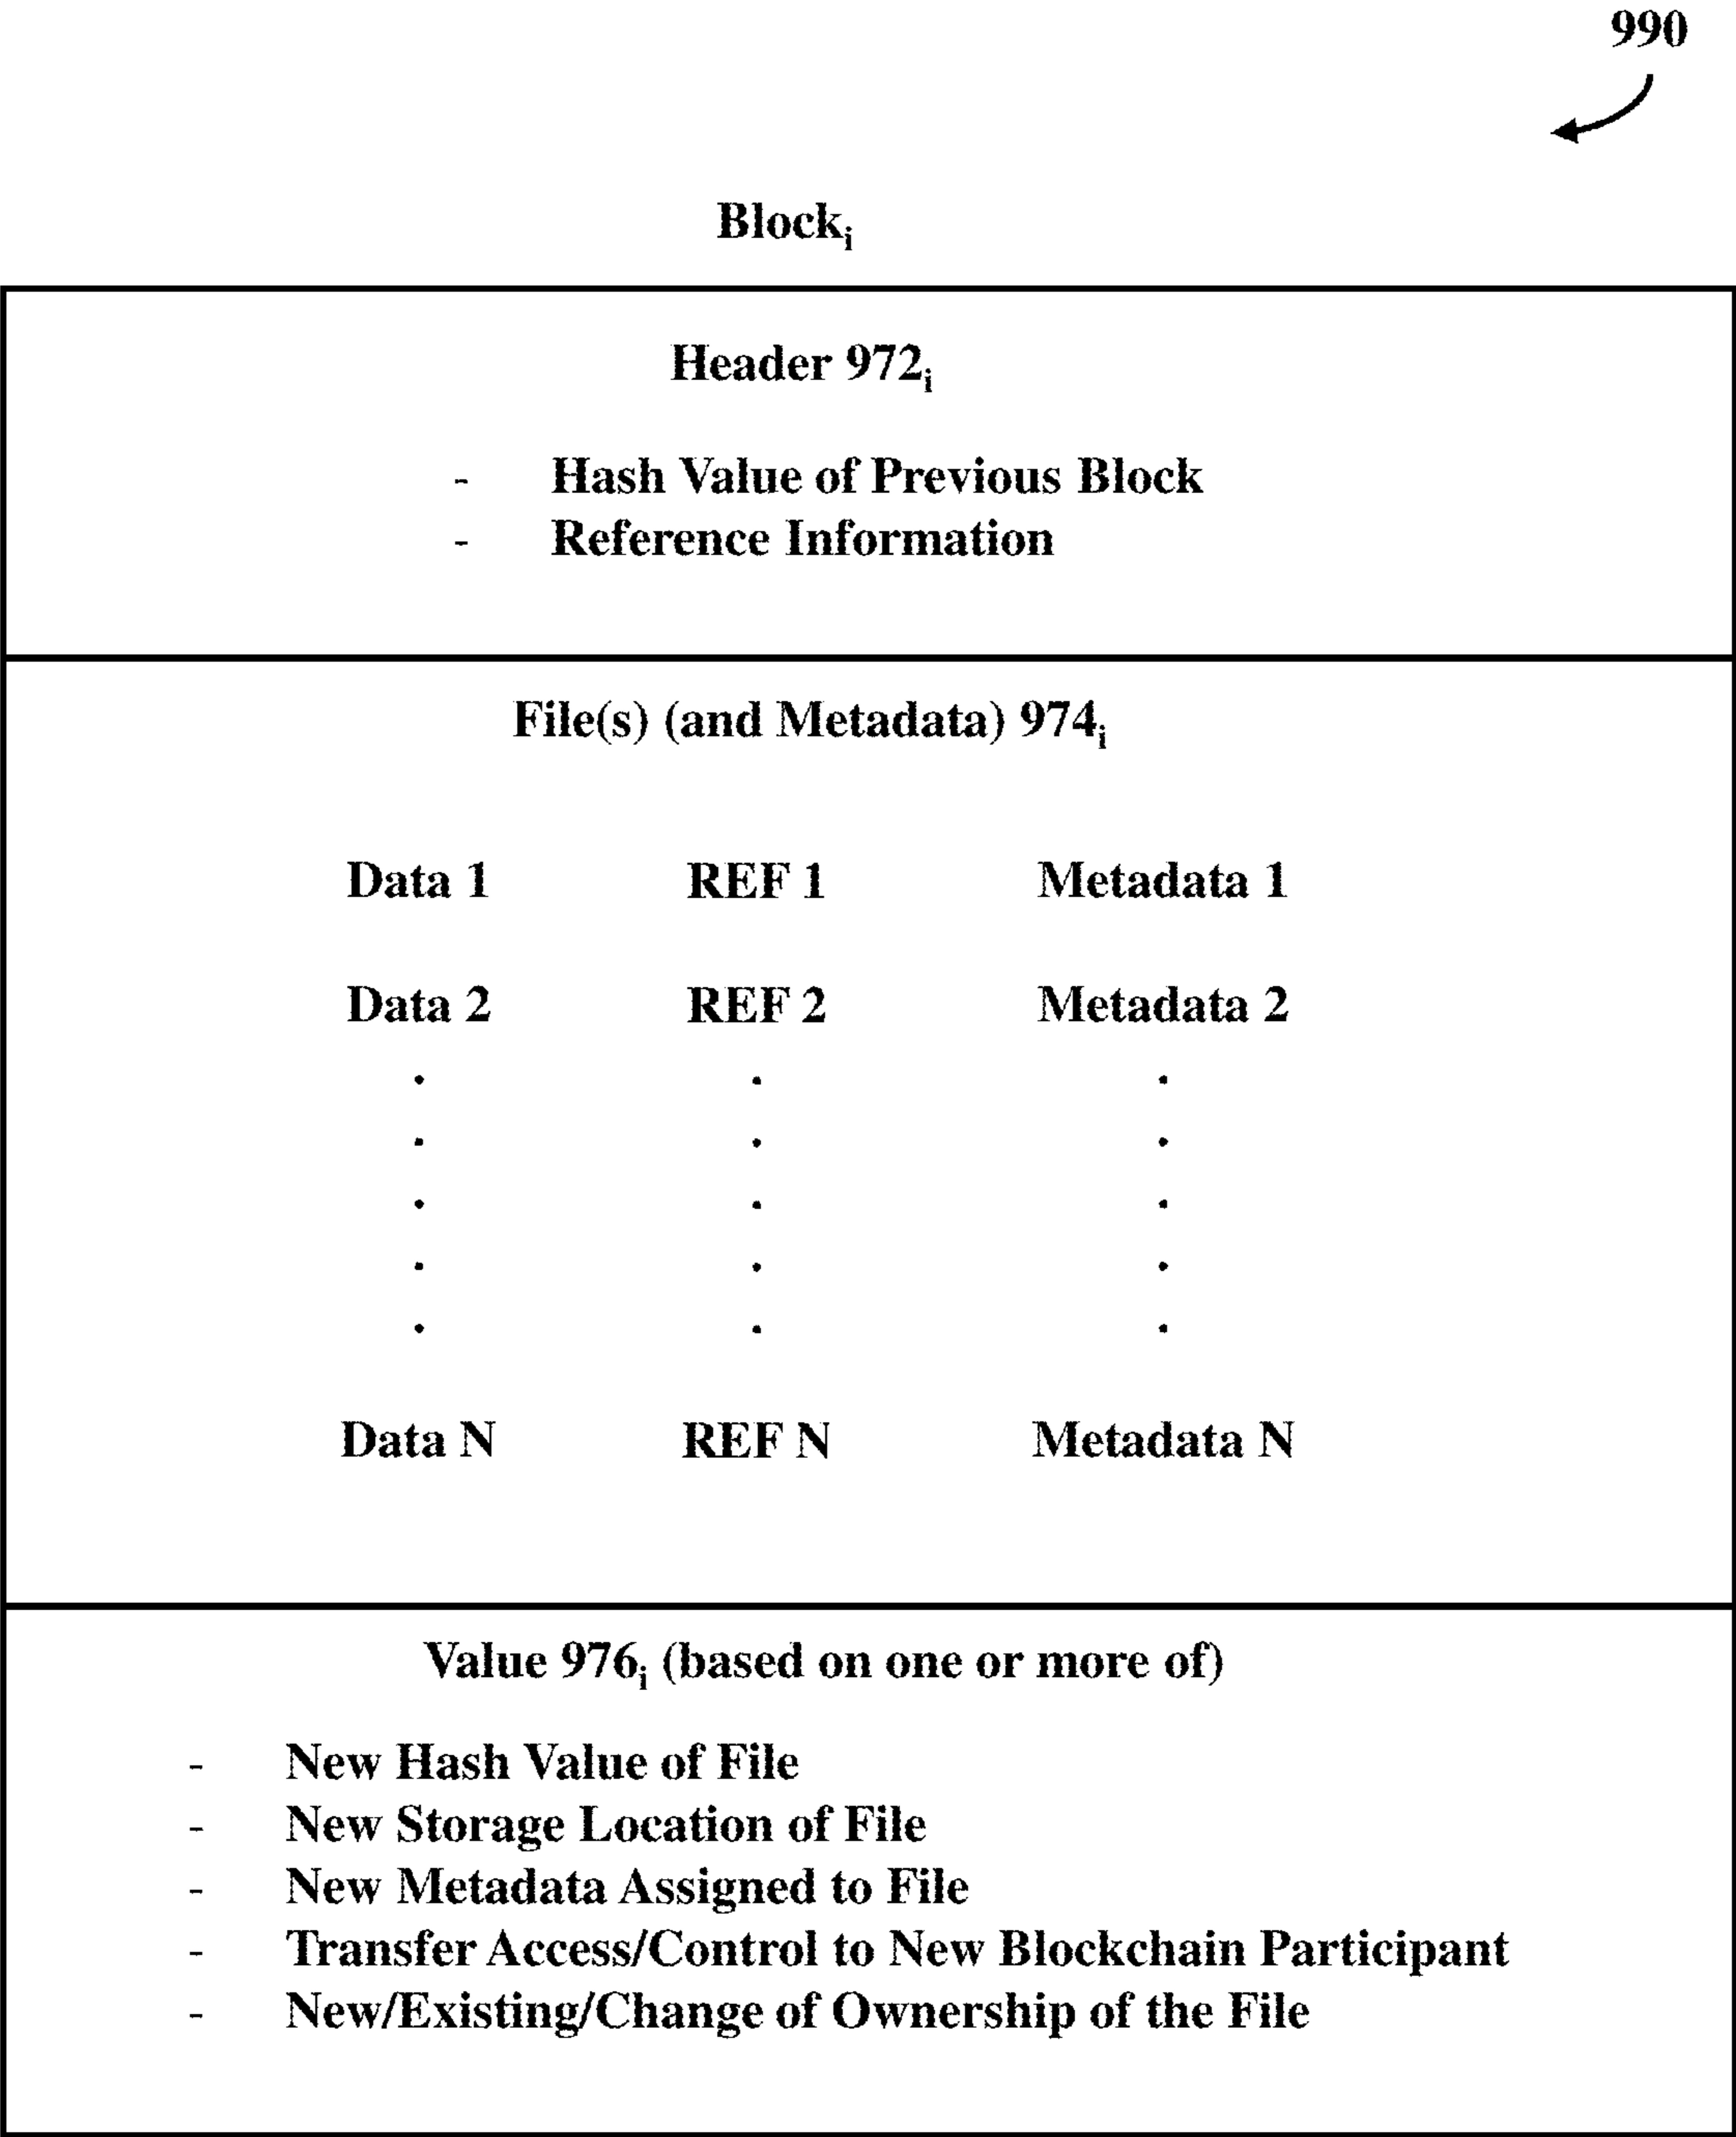 990
Blockᵢ
Header 972ᵢ
- Hash Value of Previous Block
- Reference Information
File(s) (and Metadata) 974ᵢ
Data 1 REF 1 Metadata 1
Data 2 REF 2 Metadata 2
. . .
. . .
. . .
. . .
. . .
Data N REF N Metadata N
Value 976ᵢ (based on one or more of)
- New Hash Value of File
- New Storage Location of File
- New Metadata Assigned to File
- Transfer Access/Control to New Blockchain Participant
- New/Existing/Change of Ownership of the File